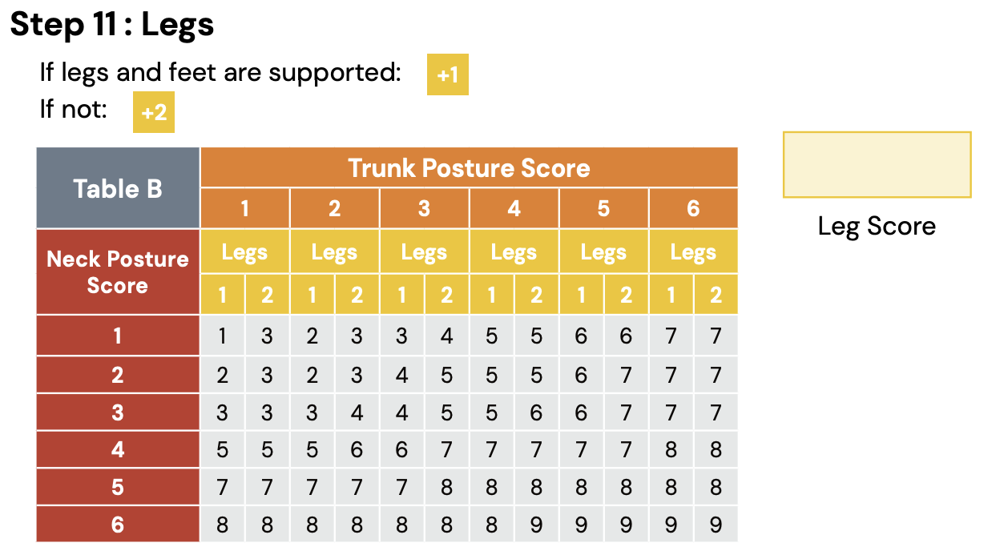 Step 11 : Legs
If legs and feet are supported: +1
If not: +2
Table B Trunk Posture Score
1 2 3 4 5 6
Neck Posture Score
Legs Legs Legs Legs Legs Legs
1 2 1 2 1 2 1 2 1 2 1 2
1 1 3 2 3 3 4 5 5 6 6 7 7
2 2 3 2 3 4 5 5 5 6 7 7 7
3 3 3 3 4 4 5 5 6 6 7 7 7
4 5 5 5 6 6 7 7 7 7 7 8 8
5 7 7 7 7 7 8 8 8 8 8 8 8
6 8 8 8 8 8 8 8 9 9 9 9 9
Leg Score